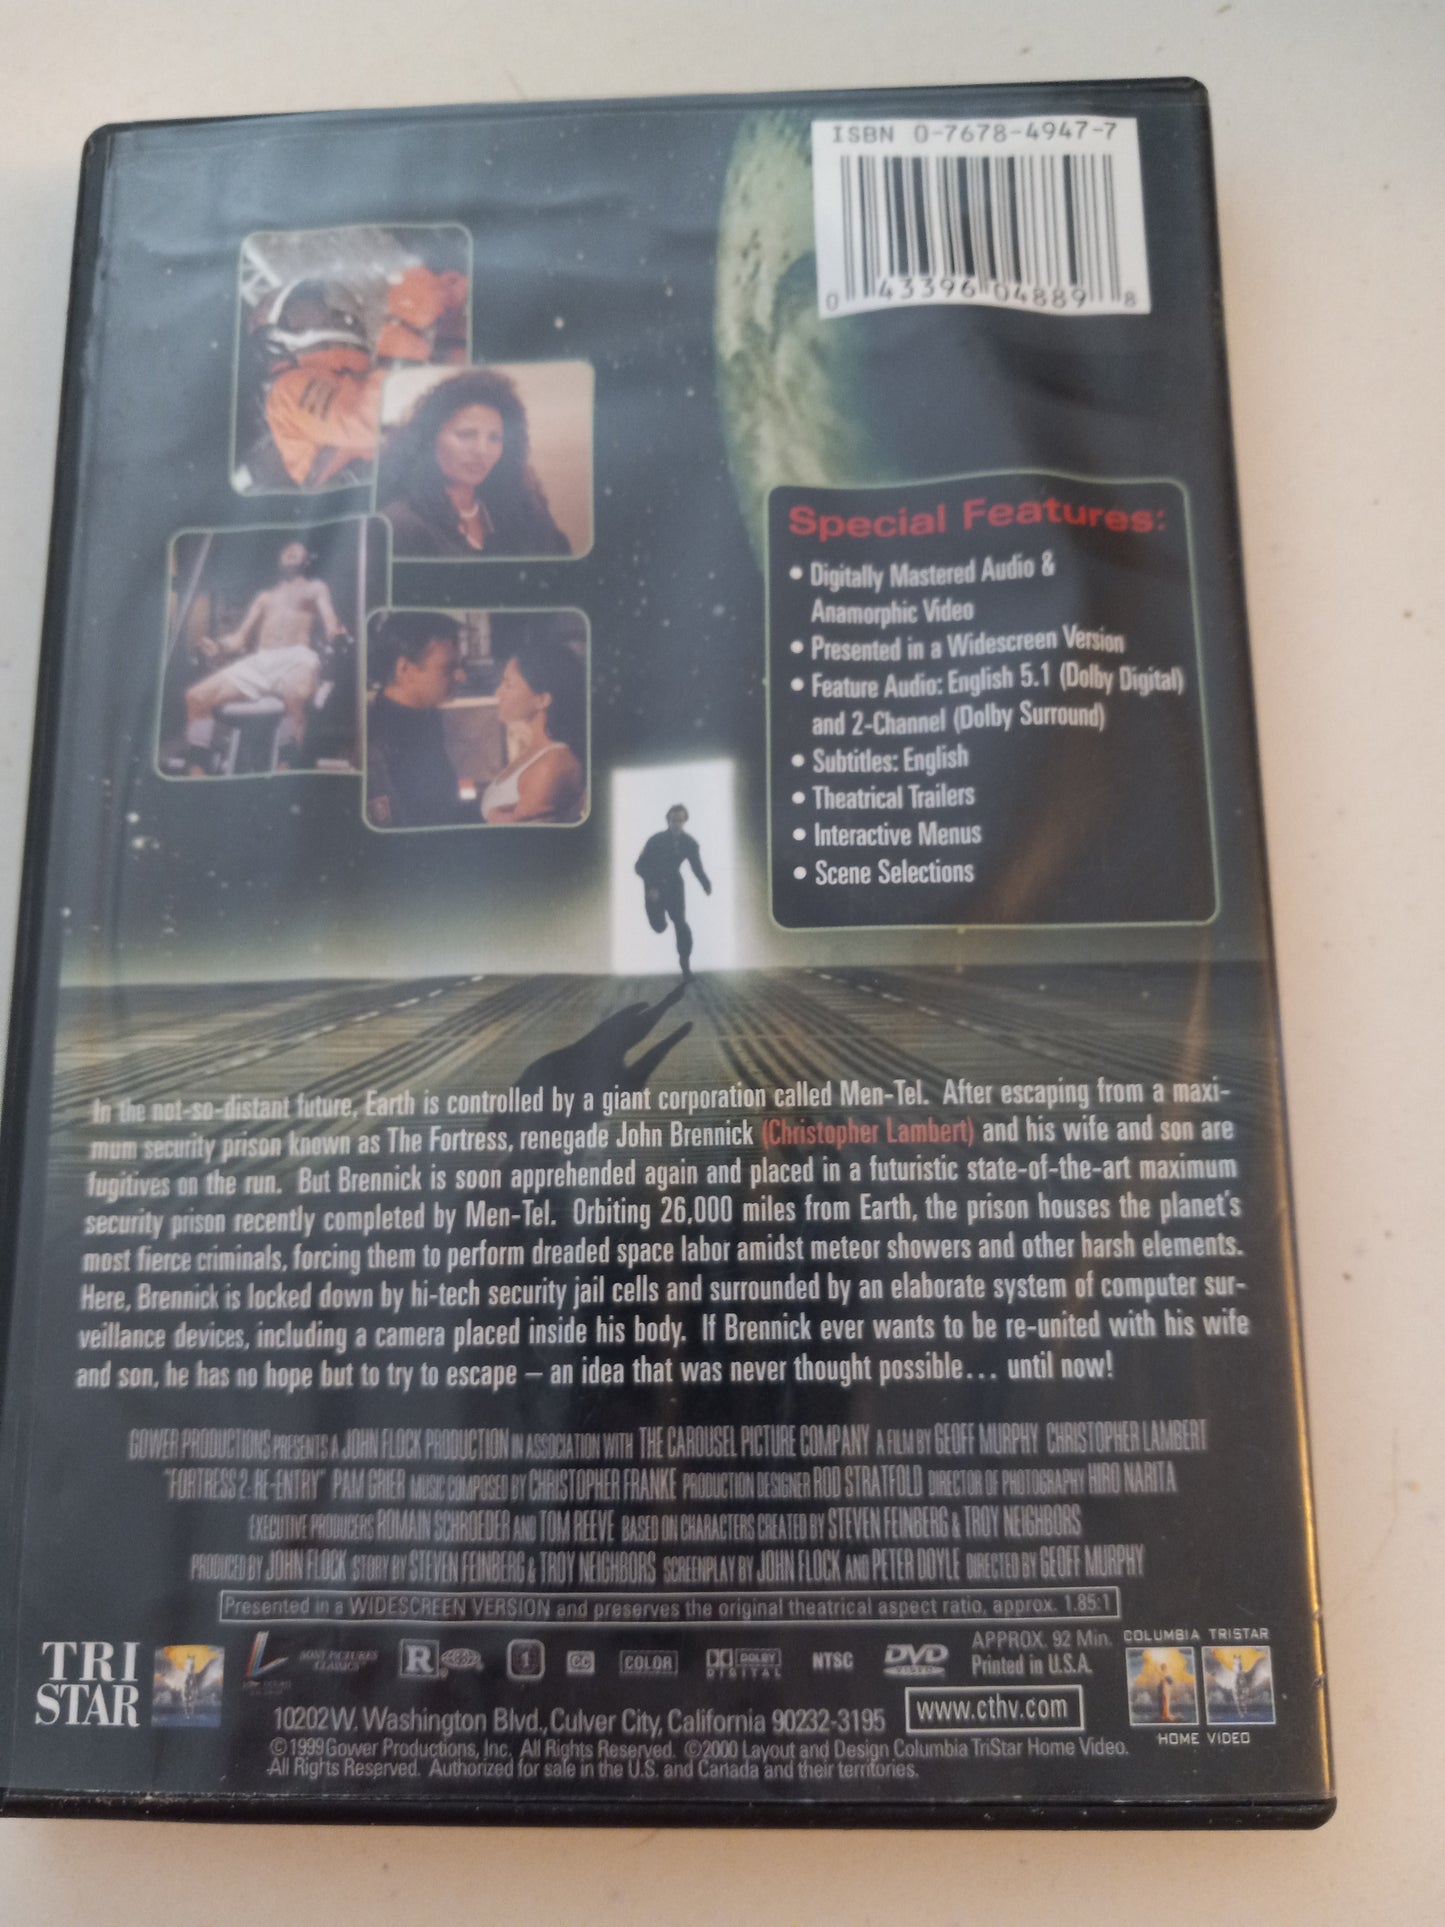 ISBN 0-7678-4947-7
0 43396 04889 8
Special Features:
• Digitally Mastered Audio &
Anamorphic Video
• Presented in a Widescreen Version
• Feature Audio: English 5.1 (Dolby Digital)
and 2-Channel (Dolby Surround)
• Subtitles: English
• Theatrical Trailers
• Interactive Menus
• Scene Selections
In the not-so-distant future, Earth is controlled by a giant corporation called Men-Tel. After escaping from a maxi-
mum security prison known as The Fortress, renegade John Brennick (Christopher Lambert) and his wife and son are
fugitives on the run. But Brennick is soon apprehended again and placed in a futuristic state-of-the-art maximum
security prison recently completed by Men-Tel. Orbiting 26,000 miles from Earth, the prison houses the planet's
most fierce criminals, forcing them to perform dreaded space labor amidst meteor showers and other harsh elements.
Here, Brennick is locked down by hi-tech security jail cells and surrounded by an elaborate system of computer sur-
veillance devices, including a camera placed inside his body. If Brennick ever wants to be re-united with his wife
and son, he has no hope but to try to escape – an idea that was never thought possible... until now!
GOWER PRODUCTIONS PRESENTS A JOHN FLOCK PRODUCTION IN ASSOCIATION WITH THE CAROUSEL PICTURE COMPANY A FILM BY GEOFF MURPHY CHRISTOPHER LAMBERT
"FORTRESS 2: RE-ENTRY" PAM GRIER MUSIC COMPOSED BY CHRISTOPHER FRANKE PRODUCTION DESIGNER ROD STRATFOLD DIRECTOR OF PHOTOGRAPHY HIRO NARITA
EXECUTIVE PRODUCERS ROMAIN SCHROEDER AND TOM REEVE BASED ON CHARACTERS CREATED BY STEVEN FEINBERG & TROY NEIGHBORS
PRODUCED BY JOHN FLOCK STORY BY STEVEN FEINBERG & TROY NEIGHBORS SCREENPLAY BY JOHN FLOCK AND PETER DOYLE DIRECTED BY GEOFF MURPHY
Presented in a WIDESCREEN VERSION and preserves the original theatrical aspect ratio, approx. 1.85:1
TRI
STAR
SONY PICTURES
CLASSICS
R
1
CC
COLOR
DOLBY
DIGITAL
NTSC
DVD
VIDEO
APPROX. 92 Min.
Printed in U.S.A.
COLUMBIA TRISTAR
HOME VIDEO
10202 W. Washington Blvd., Culver City, California 90232-3195
www.cthv.com
©1999 Gower Productions, Inc. All Rights Reserved. ©2000 Layout and Design Columbia TriStar Home Video.
All Rights Reserved. Authorized for sale in the U.S. and Canada and their territories.